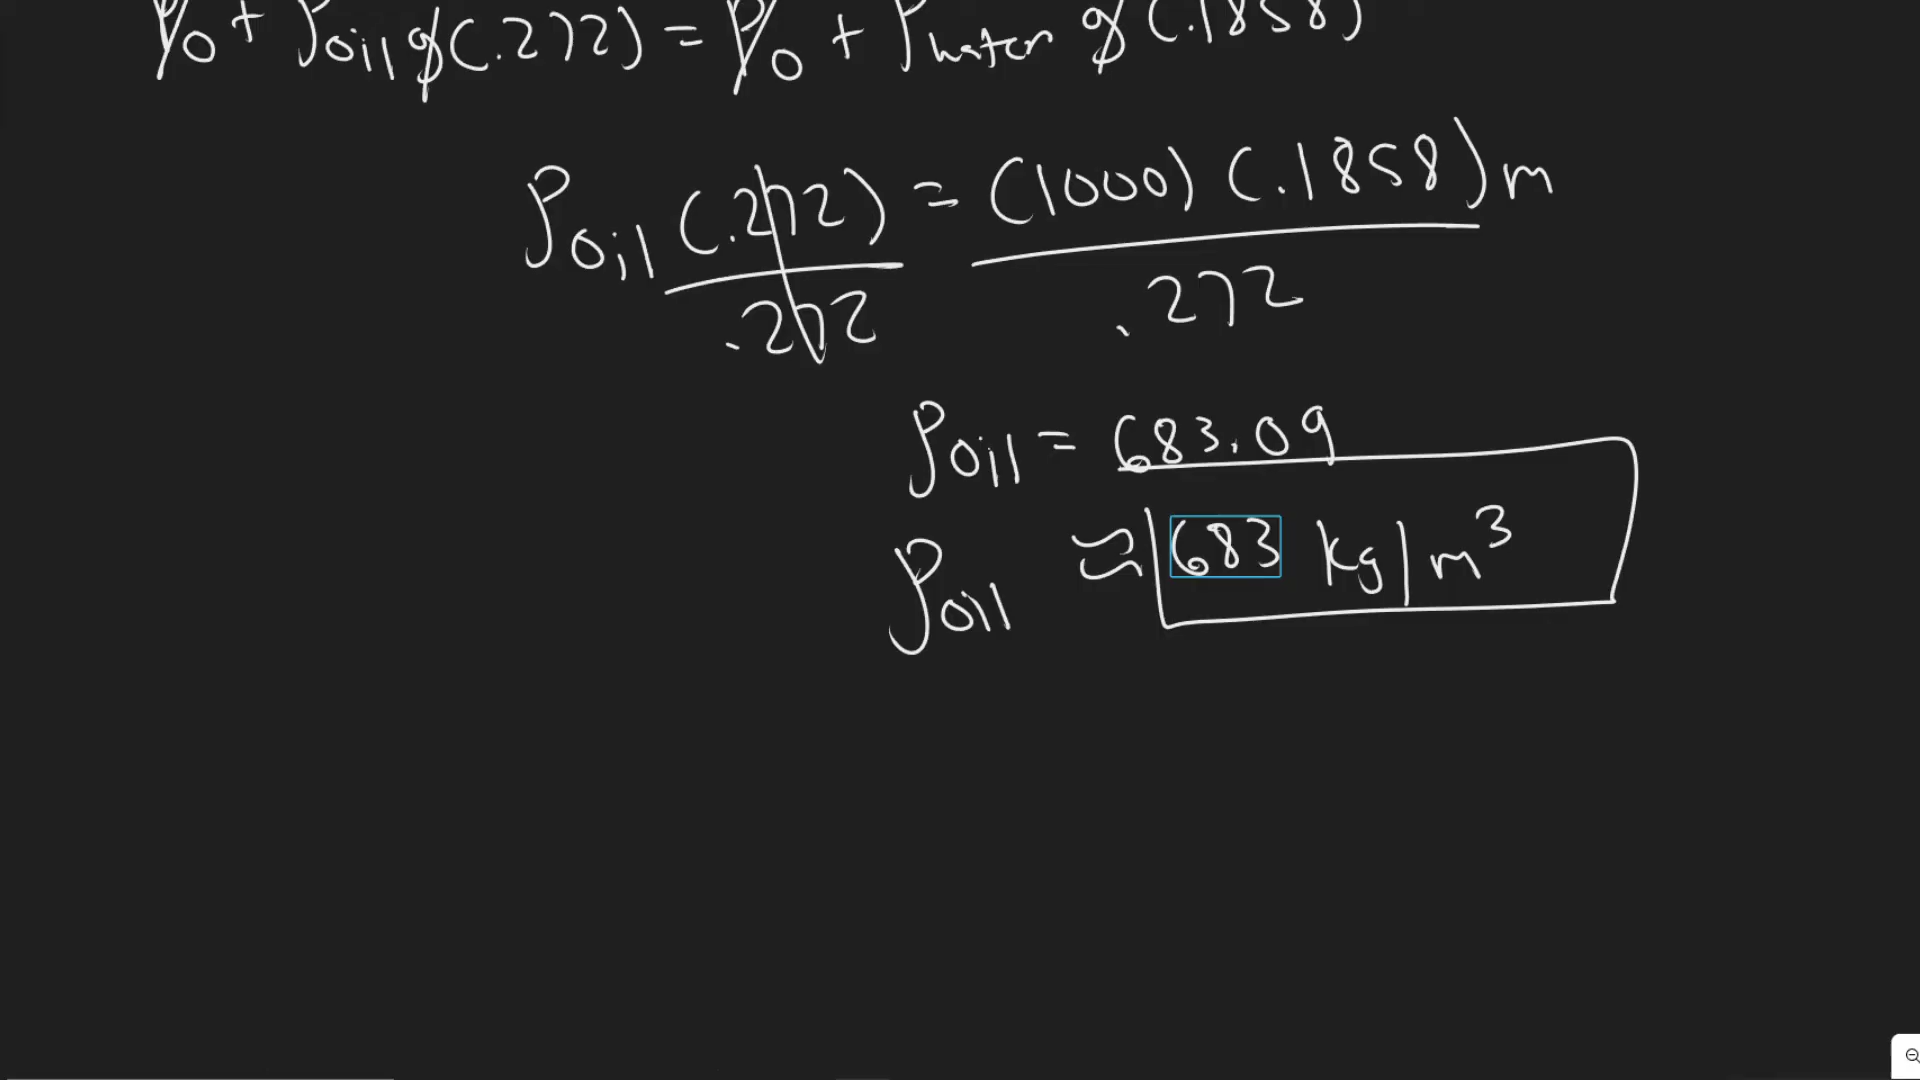 P₀ + ρoil g(.272) = P₀ + ρwater g(.1858)
ρoil (.272) = (1000) (.1858)m
.272 .272
ρoil = 683.09
ρoil ≈ 683 kg/m³